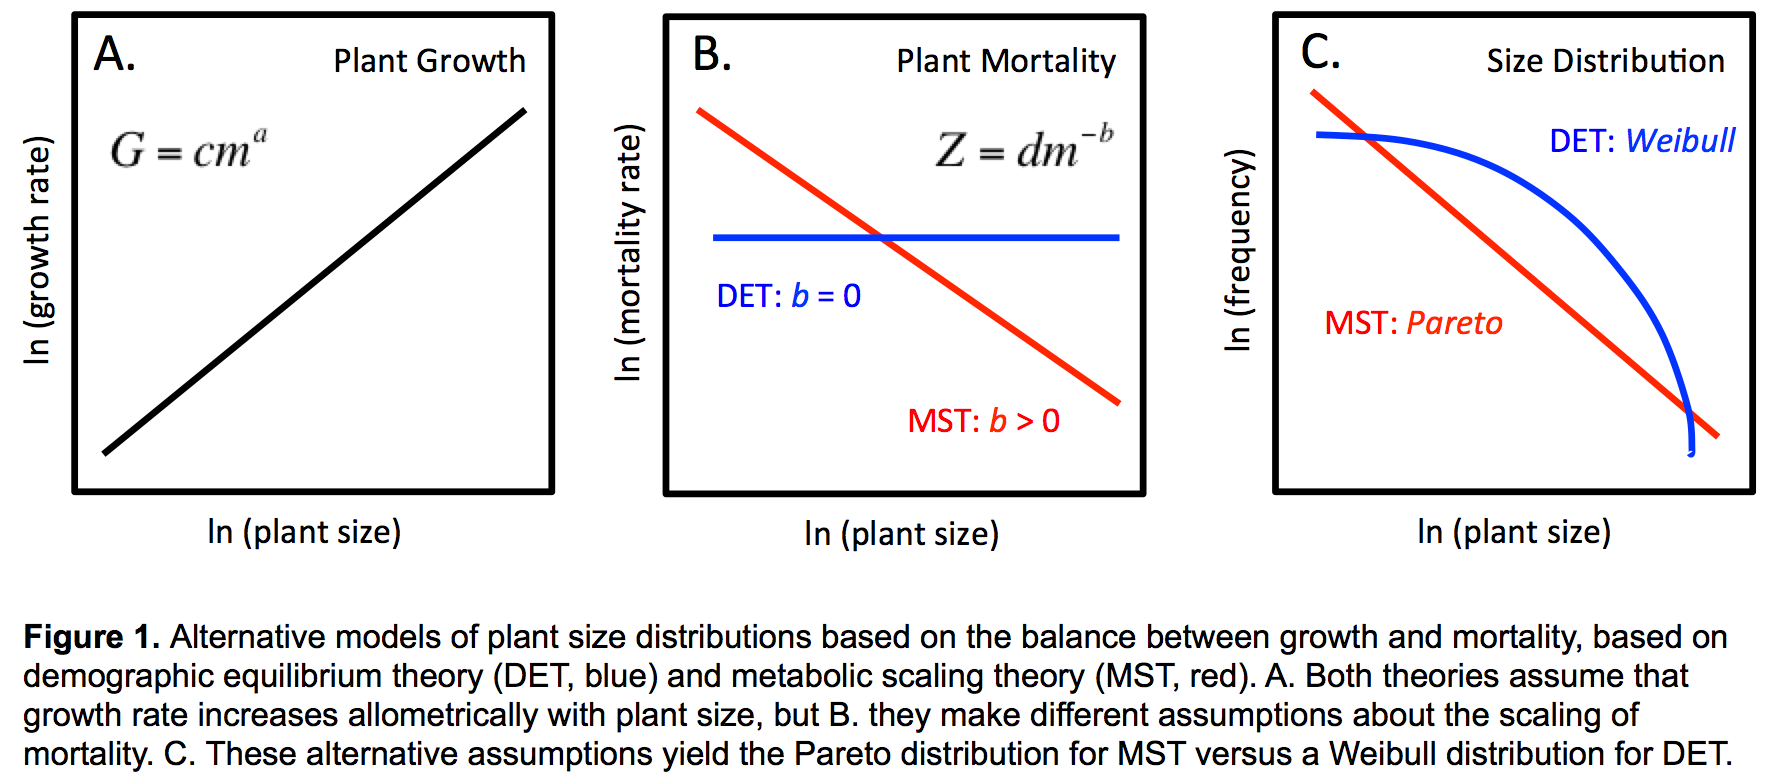 A.
Plant Growth
G = cm^a
ln (growth rate)
ln (plant size)
B.
Plant Mortality
Z = dm^−b
DET: b = 0
MST: b > 0
ln (mortality rate)
ln (plant size)
C.
Size Distribution
DET: Weibull
MST: Pareto
ln (frequency)
ln (plant size)
Figure 1. Alternative models of plant size distributions based on the balance between growth and mortality, based on
demographic equilibrium theory (DET, blue) and metabolic scaling theory (MST, red). A. Both theories assume that
growth rate increases allometrically with plant size, but B. they make different assumptions about the scaling of
mortality. C. These alternative assumptions yield the Pareto distribution for MST versus a Weibull distribution for DET.